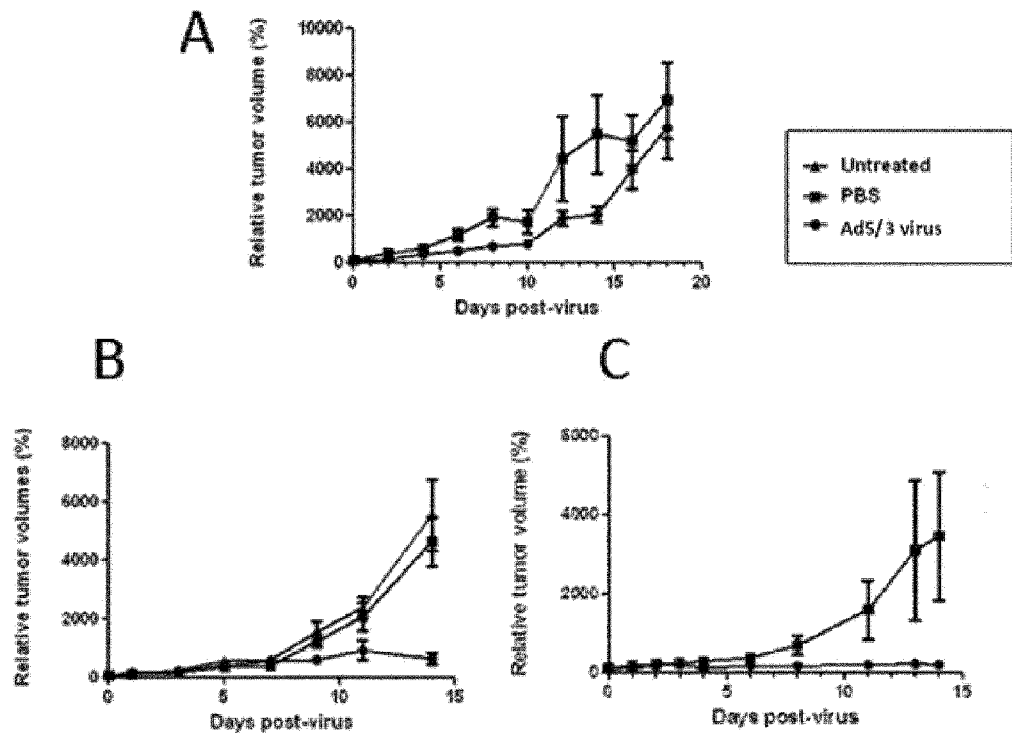 A
Relative tumor volume (%)
10000
8000
6000
4000
2000
0
0 5 10 15 20
Days post-virus
Untreated
PBS
Ad5/3 virus
B
Relative tumor volumes (%)
8000
6000
4000
2000
0
0 5 10 15
Days post-virus
C
Relative tumor volume (%)
6000
4000
2000
0
0 5 10 15
Days post-virus